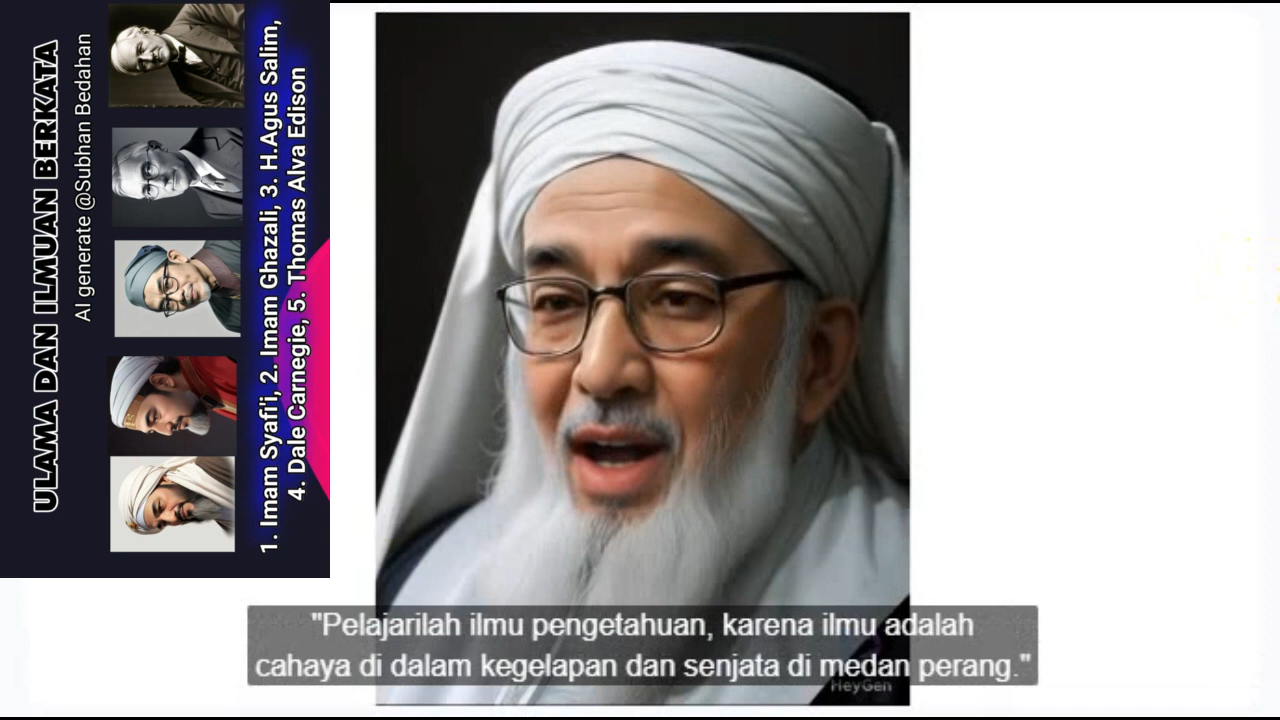 ULAMA DAN ILMUAN BERKATA
AI generate @Subhan Bedahan
1. Imam Syafi'i, 2. Imam Ghazali, 3. H.Agus Salim,
4. Dale Carnegie, 5. Thomas Alva Edison
"Pelajarilah ilmu pengetahuan, karena ilmu adalah
cahaya di dalam kegelapan dan senjata di medan perang."
HeyGen